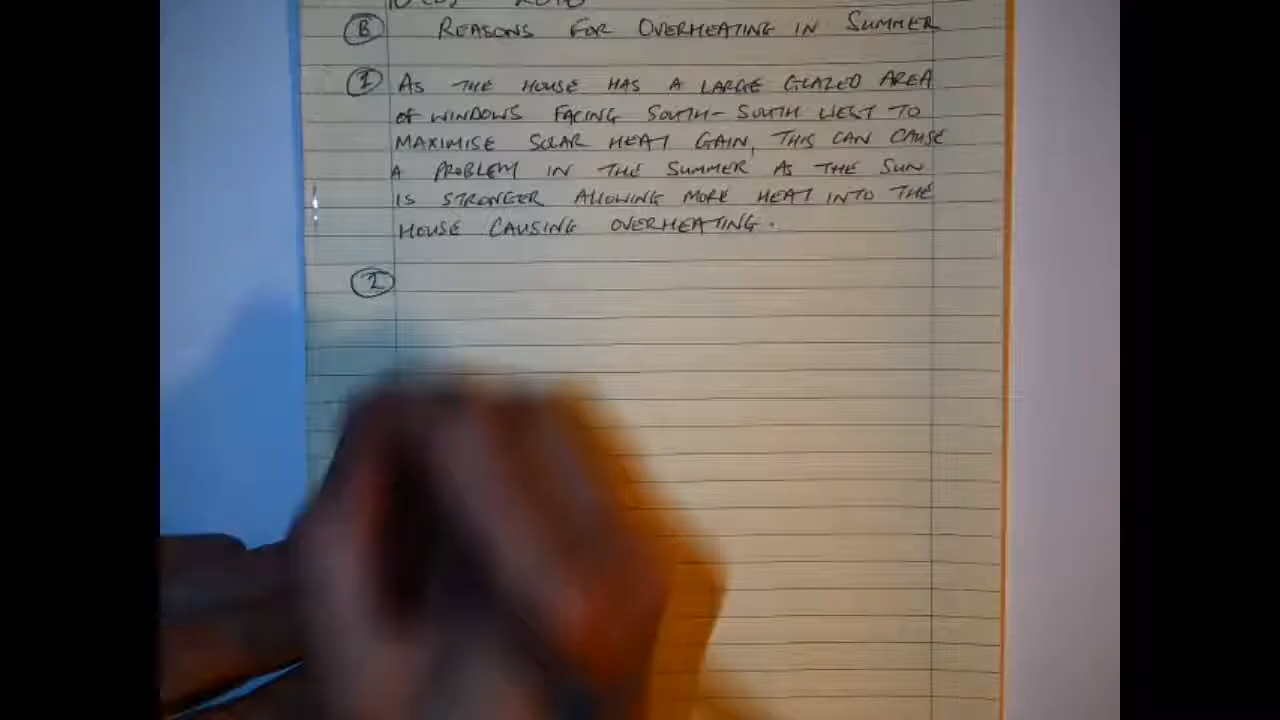 (B) REASONS FOR OVERHEATING IN SUMMER
(1) AS THE HOUSE HAS A LARGE GLAZED AREA
OF WINDOWS FACING SOUTH-SOUTH WEST TO
MAXIMISE SOLAR HEAT GAIN, THIS CAN CAUSE
A PROBLEM IN THE SUMMER AS THE SUN
IS STRONGER ALLOWING MORE HEAT INTO THE
HOUSE CAUSING OVERHEATING.
(2)